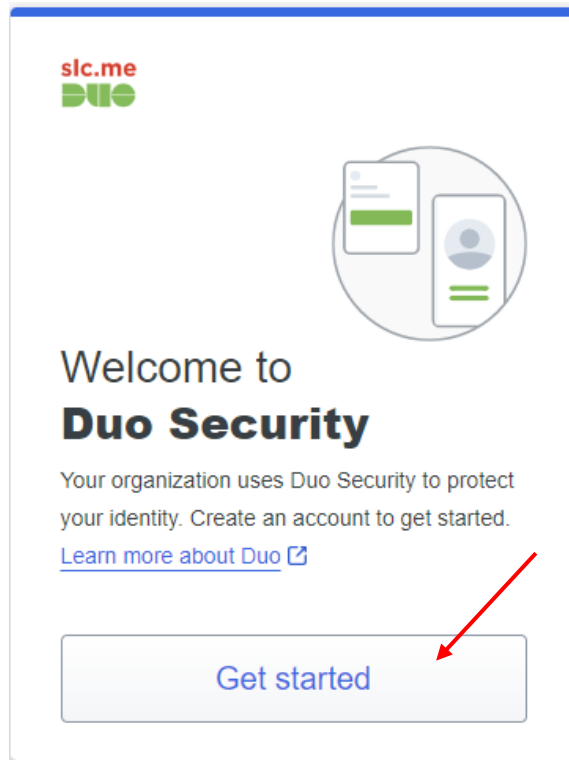 slc.me
DUO
Welcome to
Duo Security
Your organization uses Duo Security to protect
your identity. Create an account to get started.
Learn more about Duo
Get started